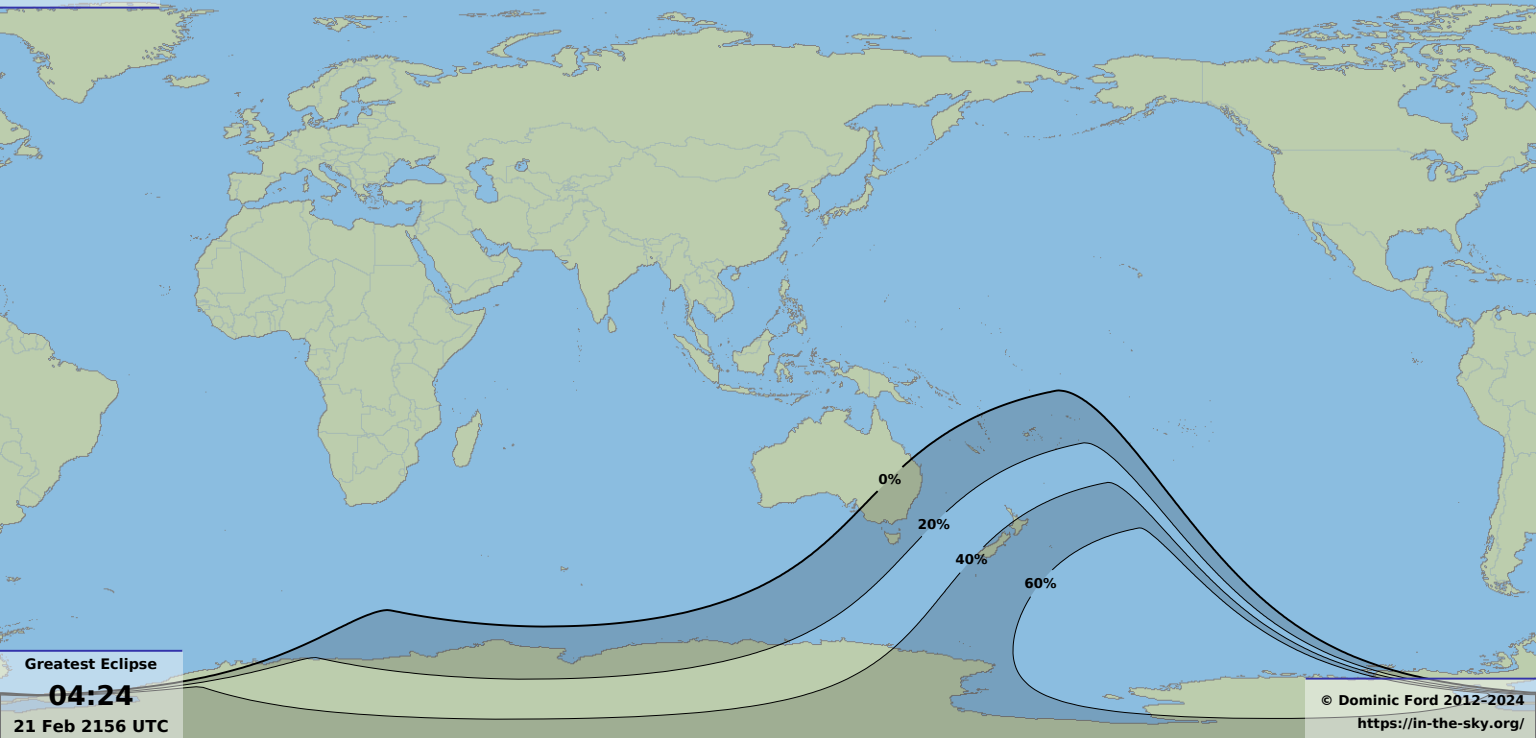 0%
20%
40%
60%
Greatest Eclipse
04:24
21 Feb 2156 UTC
© Dominic Ford 2012–2024
https://in-the-sky.org/